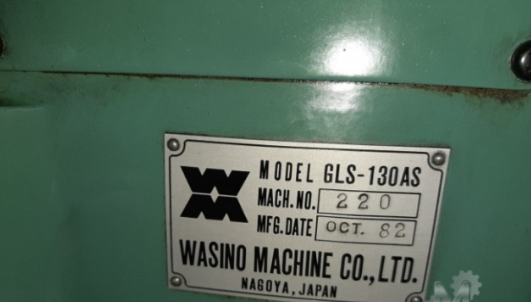 MODEL GLS-130AS
MACH.NO. 220
MFG.DATE OCT. 82
WASINO MACHINE CO.,LTD.
NAGOYA, JAPAN